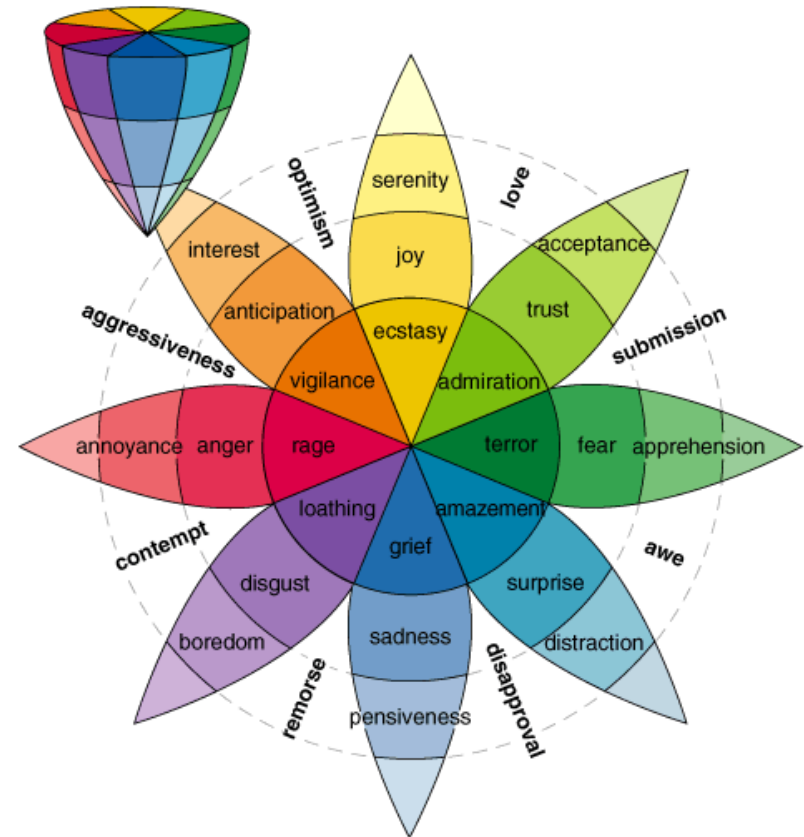 optimism
love
serenity
interest
acceptance
joy
anticipation
trust
aggressiveness
submission
ecstasy
vigilance
admiration
annoyance
anger
rage
terror
fear
apprehension
loathing
amazement
contempt
grief
awe
disgust
surprise
boredom
sadness
distraction
remorse
disapproval
pensiveness